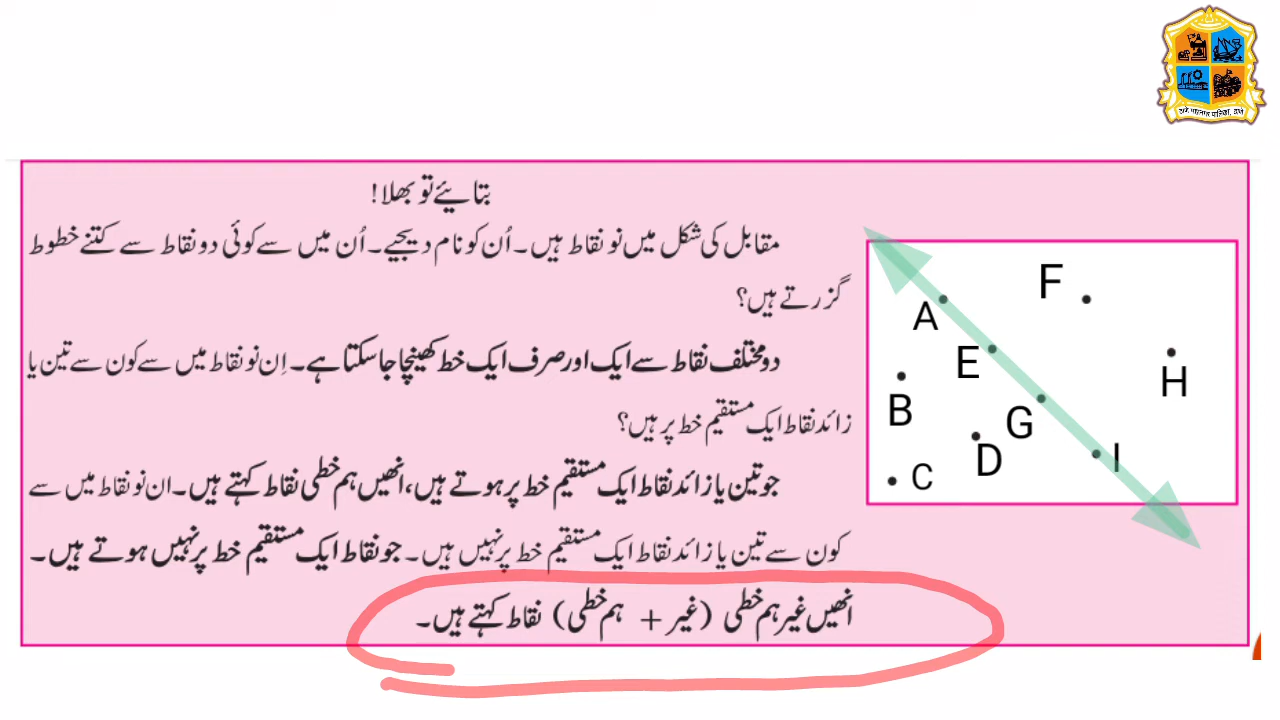 بتائیے تو بھلا!
مقابل کی شکل میں نو نقاط ہیں۔ اُن کو نام دیجیے۔ اُن میں سے کوئی دو نقاط سے کتنے خطوط
گزرتے ہیں؟
دو مختلف نقاط سے ایک اور صرف ایک خط کھینچا جا سکتا ہے۔ اِن نو نقاط میں سے کون سے تین یا
زائد نقاط ایک مستقیم خط پر ہیں؟
جو تین یا زائد نقاط ایک مستقیم خط پر ہوتے ہیں، انھیں ہم خطی نقاط کہتے ہیں۔ ان نو نقاط میں سے
کون سے تین یا زائد نقاط ایک مستقیم خط پر نہیں ہیں۔ جو نقاط ایک مستقیم خط پر نہیں ہوتے ہیں۔
انھیں غیر ہم خطی (غیر + ہم خطی) نقاط کہتے ہیں۔
F
A
E
H
B
G
D
I
C